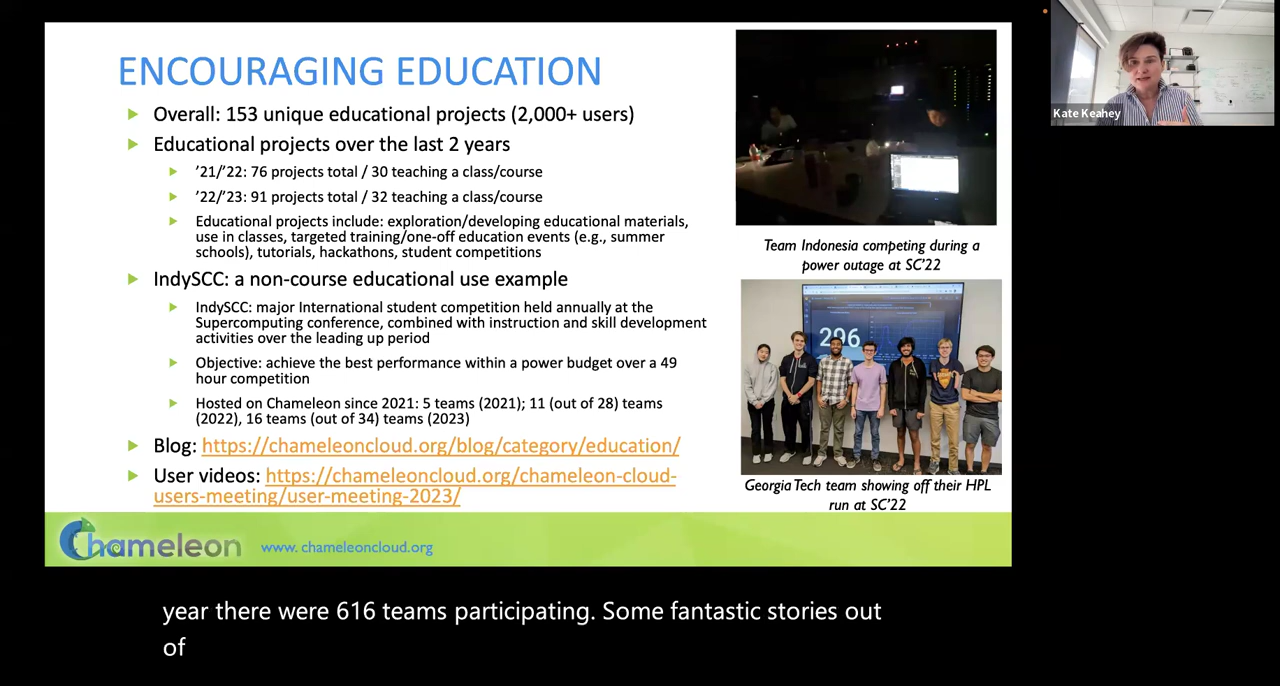 ENCOURAGING EDUCATION
Overall: 153 unique educational projects (2,000+ users)
Educational projects over the last 2 years
’21/’22: 76 projects total / 30 teaching a class/course
’22/’23: 91 projects total / 32 teaching a class/course
Educational projects include: exploration/developing educational materials,
use in classes, targeted training/one-off education events (e.g., summer
schools), tutorials, hackathons, student competitions
IndySCC: a non-course educational use example
IndySCC: major International student competition held annually at the
Supercomputing conference, combined with instruction and skill development
activities over the leading up period
Objective: achieve the best performance within a power budget over a 49
hour competition
Hosted on Chameleon since 2021: 5 teams (2021); 11 (out of 28) teams
(2022), 16 teams (out of 34) teams (2023)
Blog: https://chameleoncloud.org/blog/category/education/
User videos: https://chameleoncloud.org/chameleon-cloud-
users-meeting/user-meeting-2023/
Team Indonesia competing during a
power outage at SC’22
296
Georgia Tech team showing off their HPL
run at SC’22
Chameleon
www. chameleoncloud.org
Kate Keahey
year there were 616 teams participating. Some fantastic stories out
of